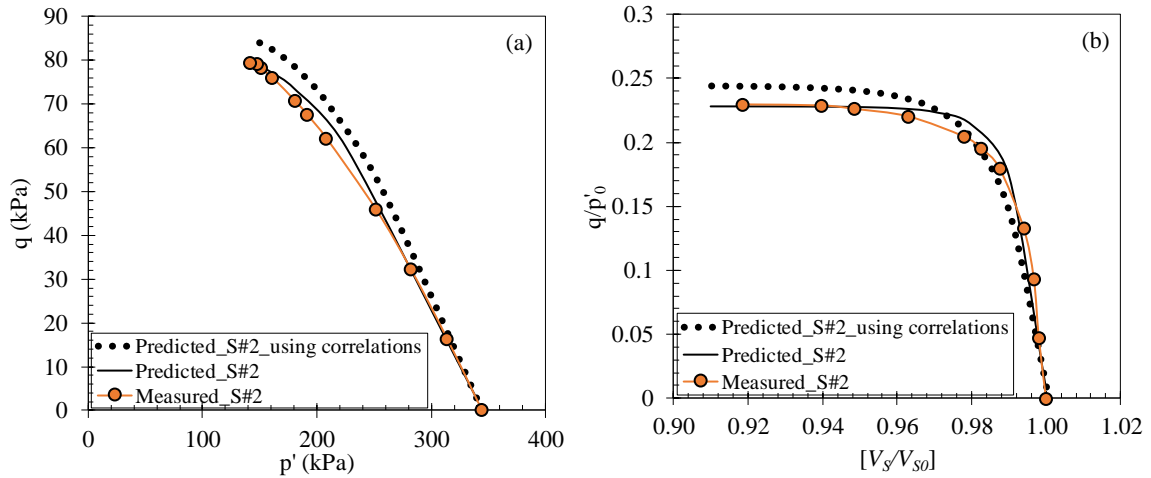 90
80
70
60
50
40
30
20
10
0
q (kPa)
(a)
Predicted_S#2_using correlations
Predicted_S#2
Measured_S#2
0 100 200 300 400
p' (kPa)
0.3
0.25
0.2
0.15
0.1
0.05
0
q/p'0
(b)
Predicted_S#2_using correlations
Predicted_S#2
Measured_S#2
0.90 0.92 0.94 0.96 0.98 1.00 1.02
[VS/VS0]